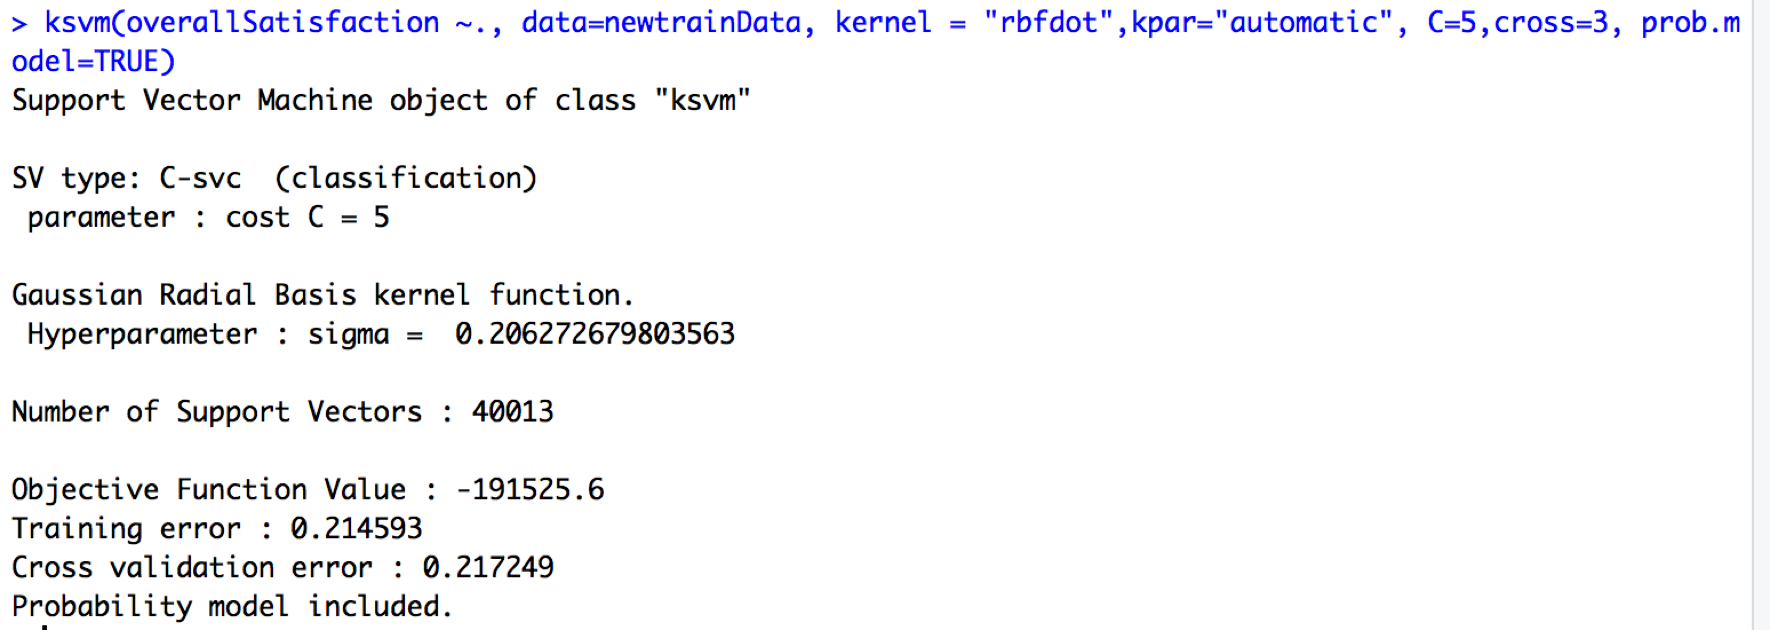 > ksvm(overallSatisfaction ~., data=newtrainData, kernel = "rbfdot",kpar="automatic", C=5,cross=3, prob.m
odel=TRUE)
Support Vector Machine object of class "ksvm"
SV type: C-svc  (classification)
 parameter : cost C = 5
Gaussian Radial Basis kernel function.
 Hyperparameter : sigma =  0.206272679803563
Number of Support Vectors : 40013
Objective Function Value : -191525.6
Training error : 0.214593
Cross validation error : 0.217249
Probability model included.